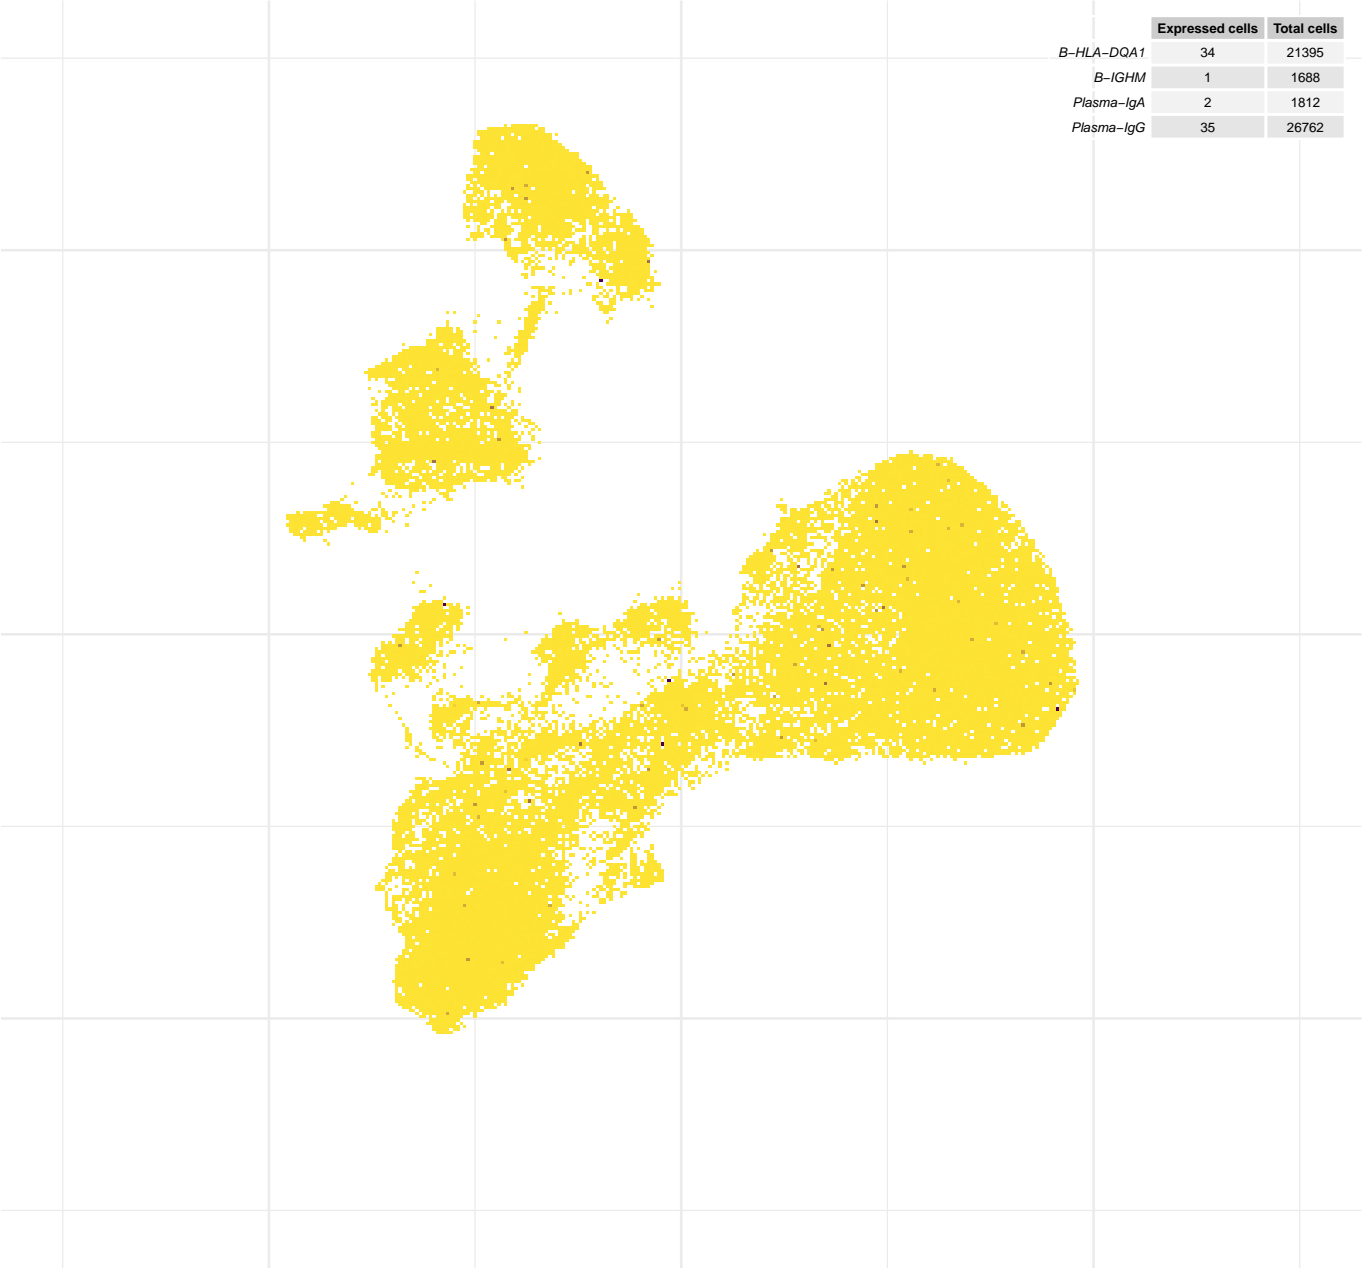 Expressed cells Total cells
B−HLA−DQA1 34 21395
B−IGHM 1 1688
Plasma−IgA 2 1812
Plasma−IgG 35 26762